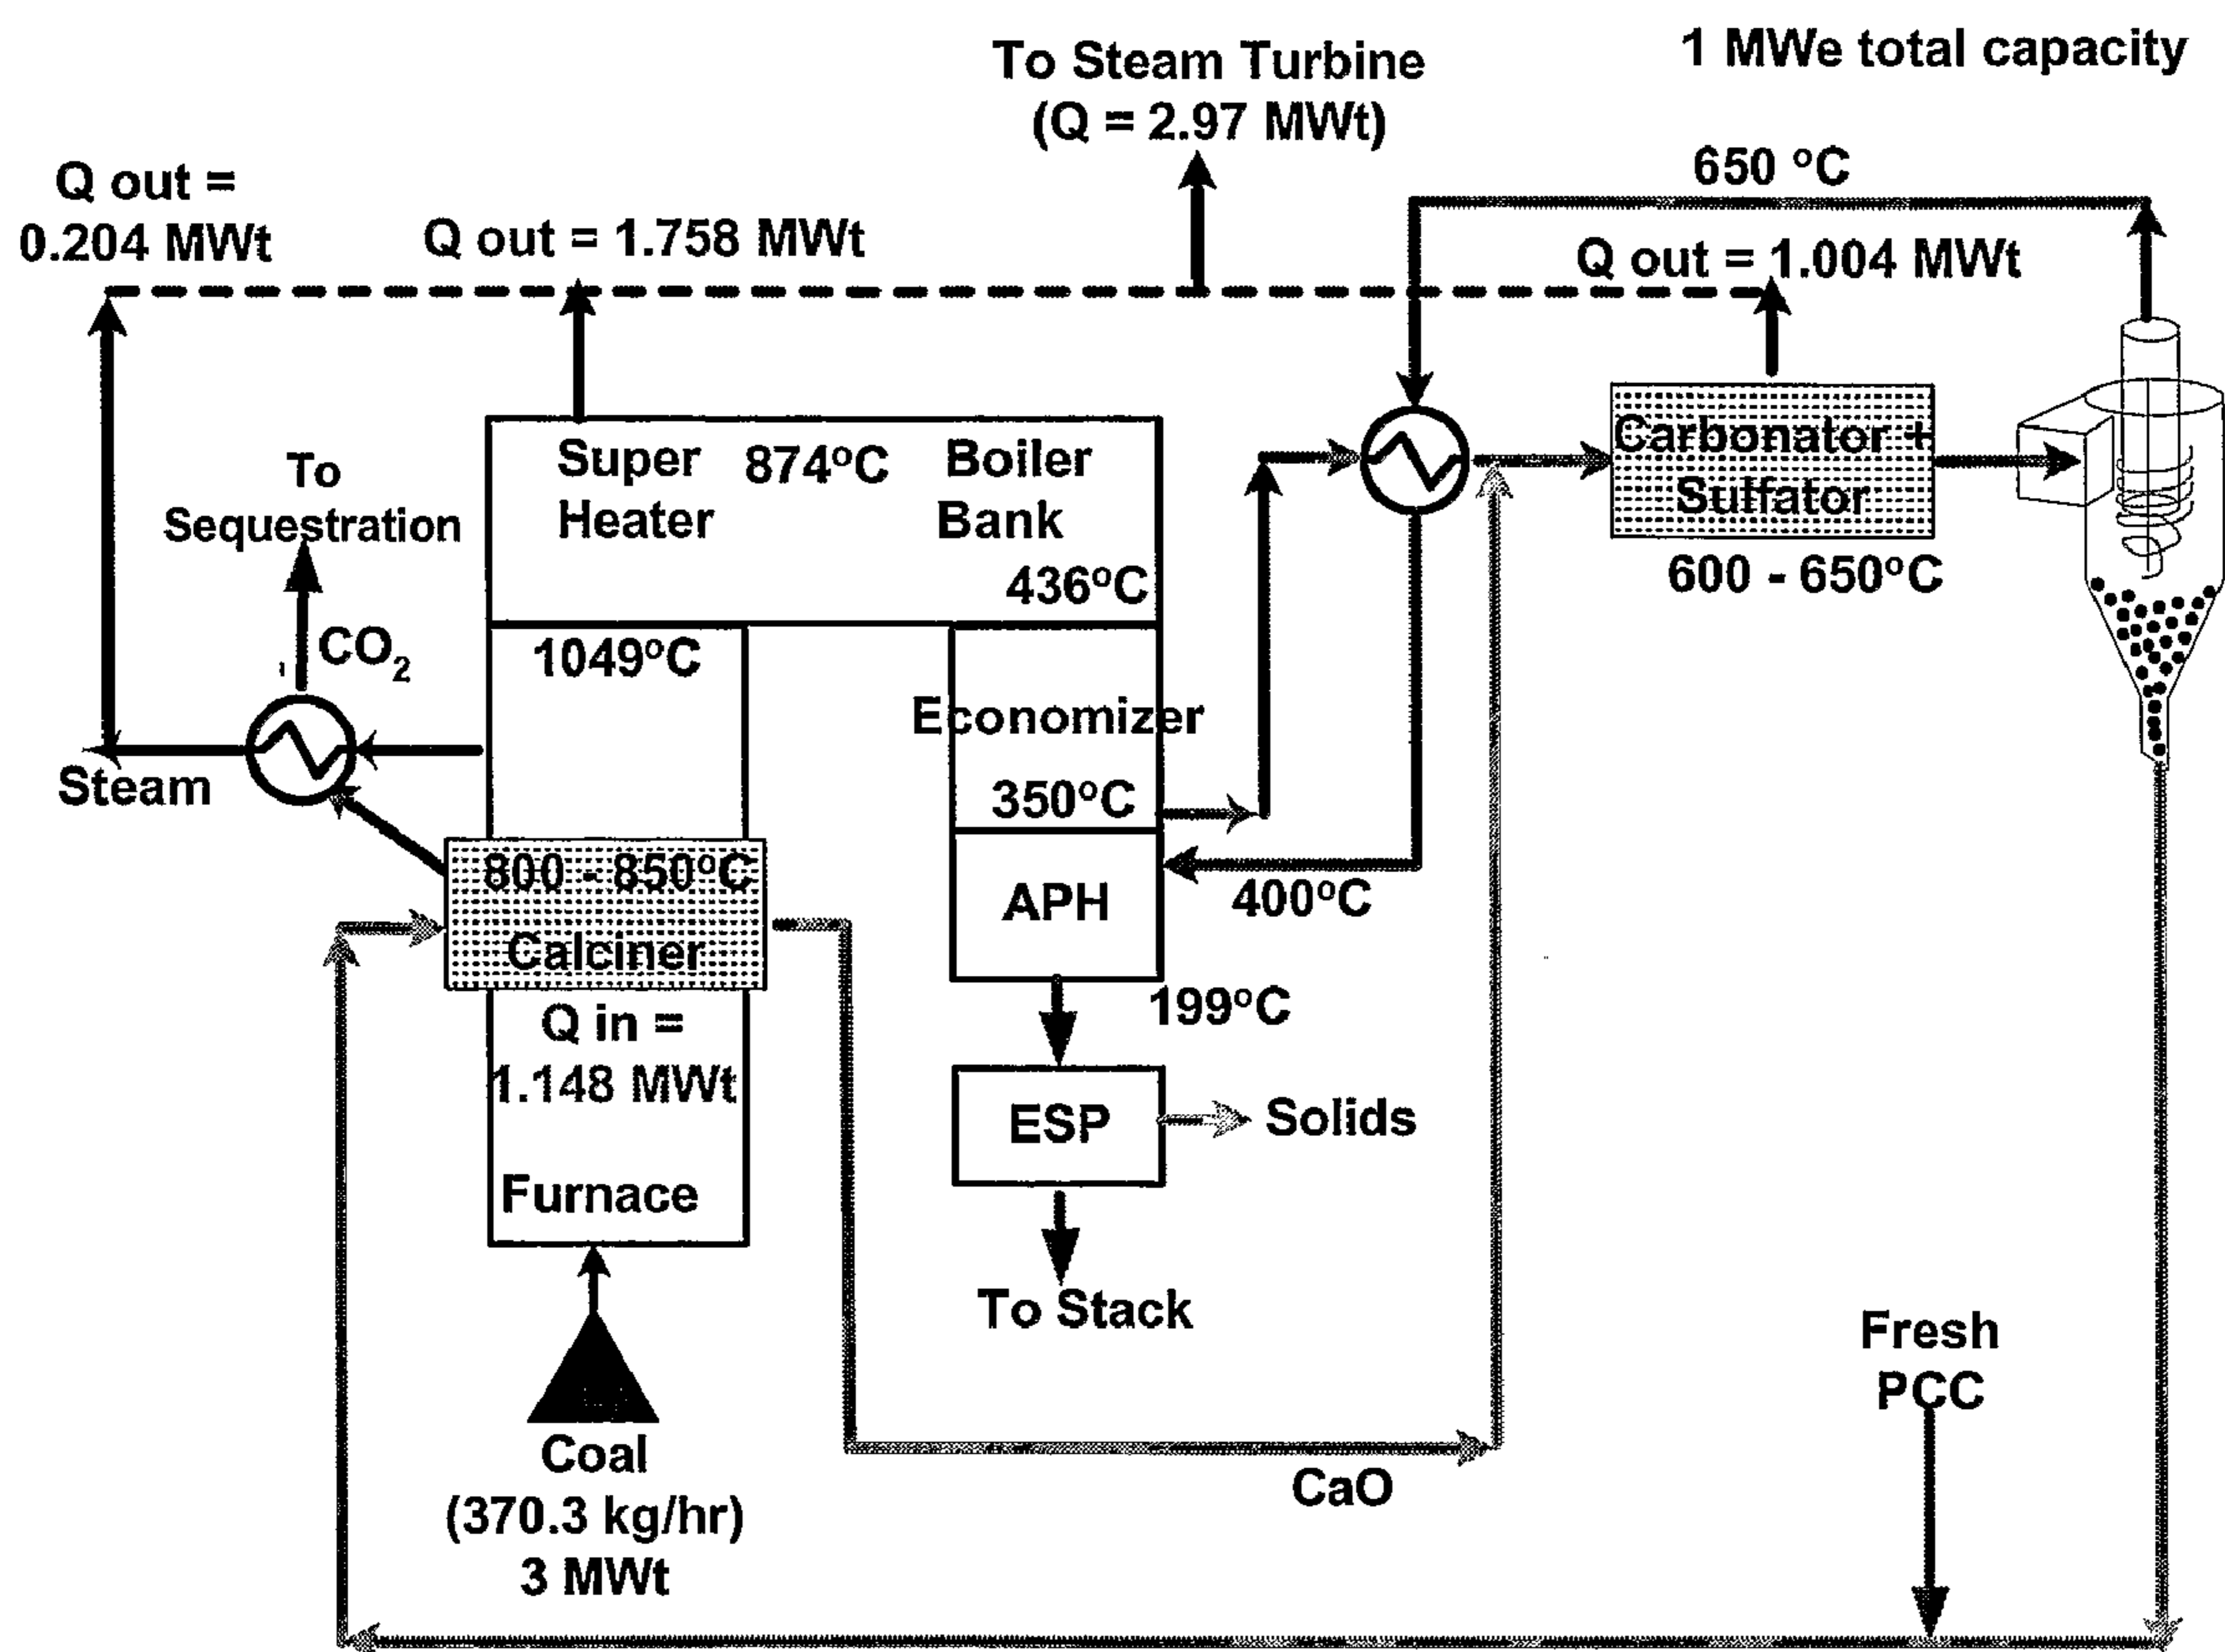 1 MWe total capacity
To Steam Turbine
(Q = 2.97 MWt)
650 °C
Q out =
0.204 MWt
Q out = 1.758 MWt
Q out = 1.004 MWt
Super
Heater
874°C
Boiler
Bank
436°C
Carbonator +
Sulfator
600 - 650°C
To
Sequestration
CO2
1049°C
Economizer
350°C
Steam
800 - 850°C
Calciner
APH
400°C
199°C
Q in =
1.148 MWt
ESP
Solids
Furnace
To Stack
Fresh
PCC
Coal
(370.3 kg/hr)
3 MWt
CaO